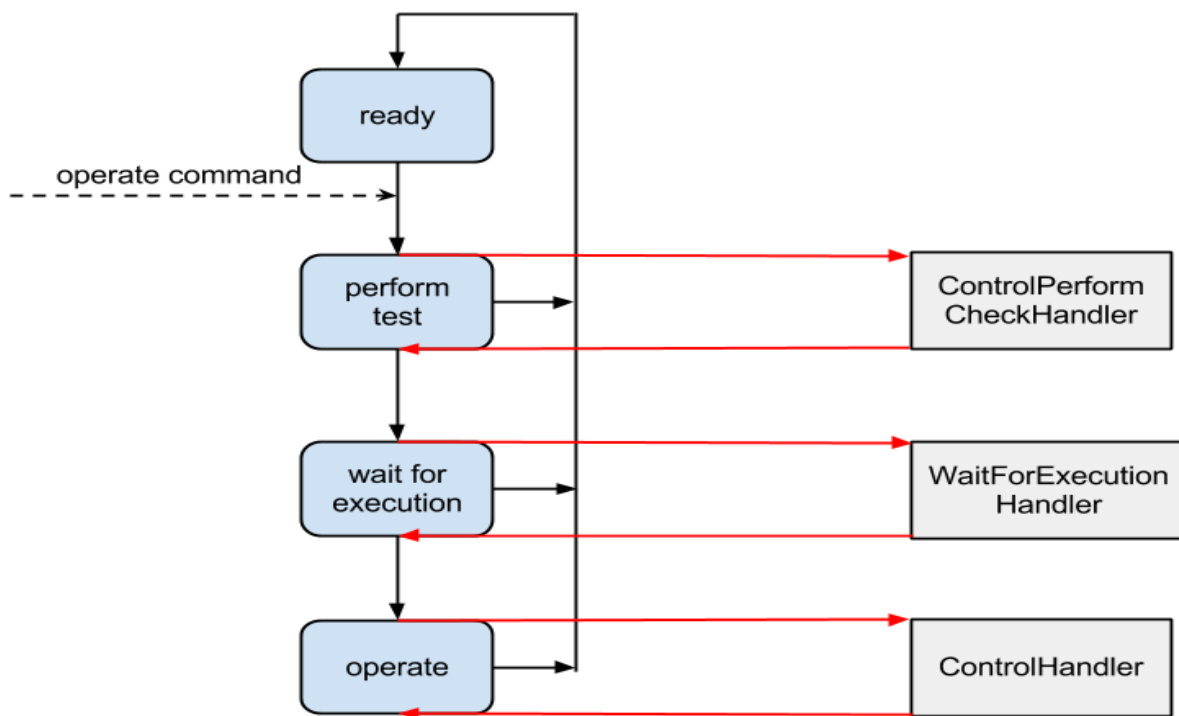 ready
operate command
perform
test
ControlPerform
CheckHandler
wait for
execution
WaitForExecution
Handler
operate
ControlHandler